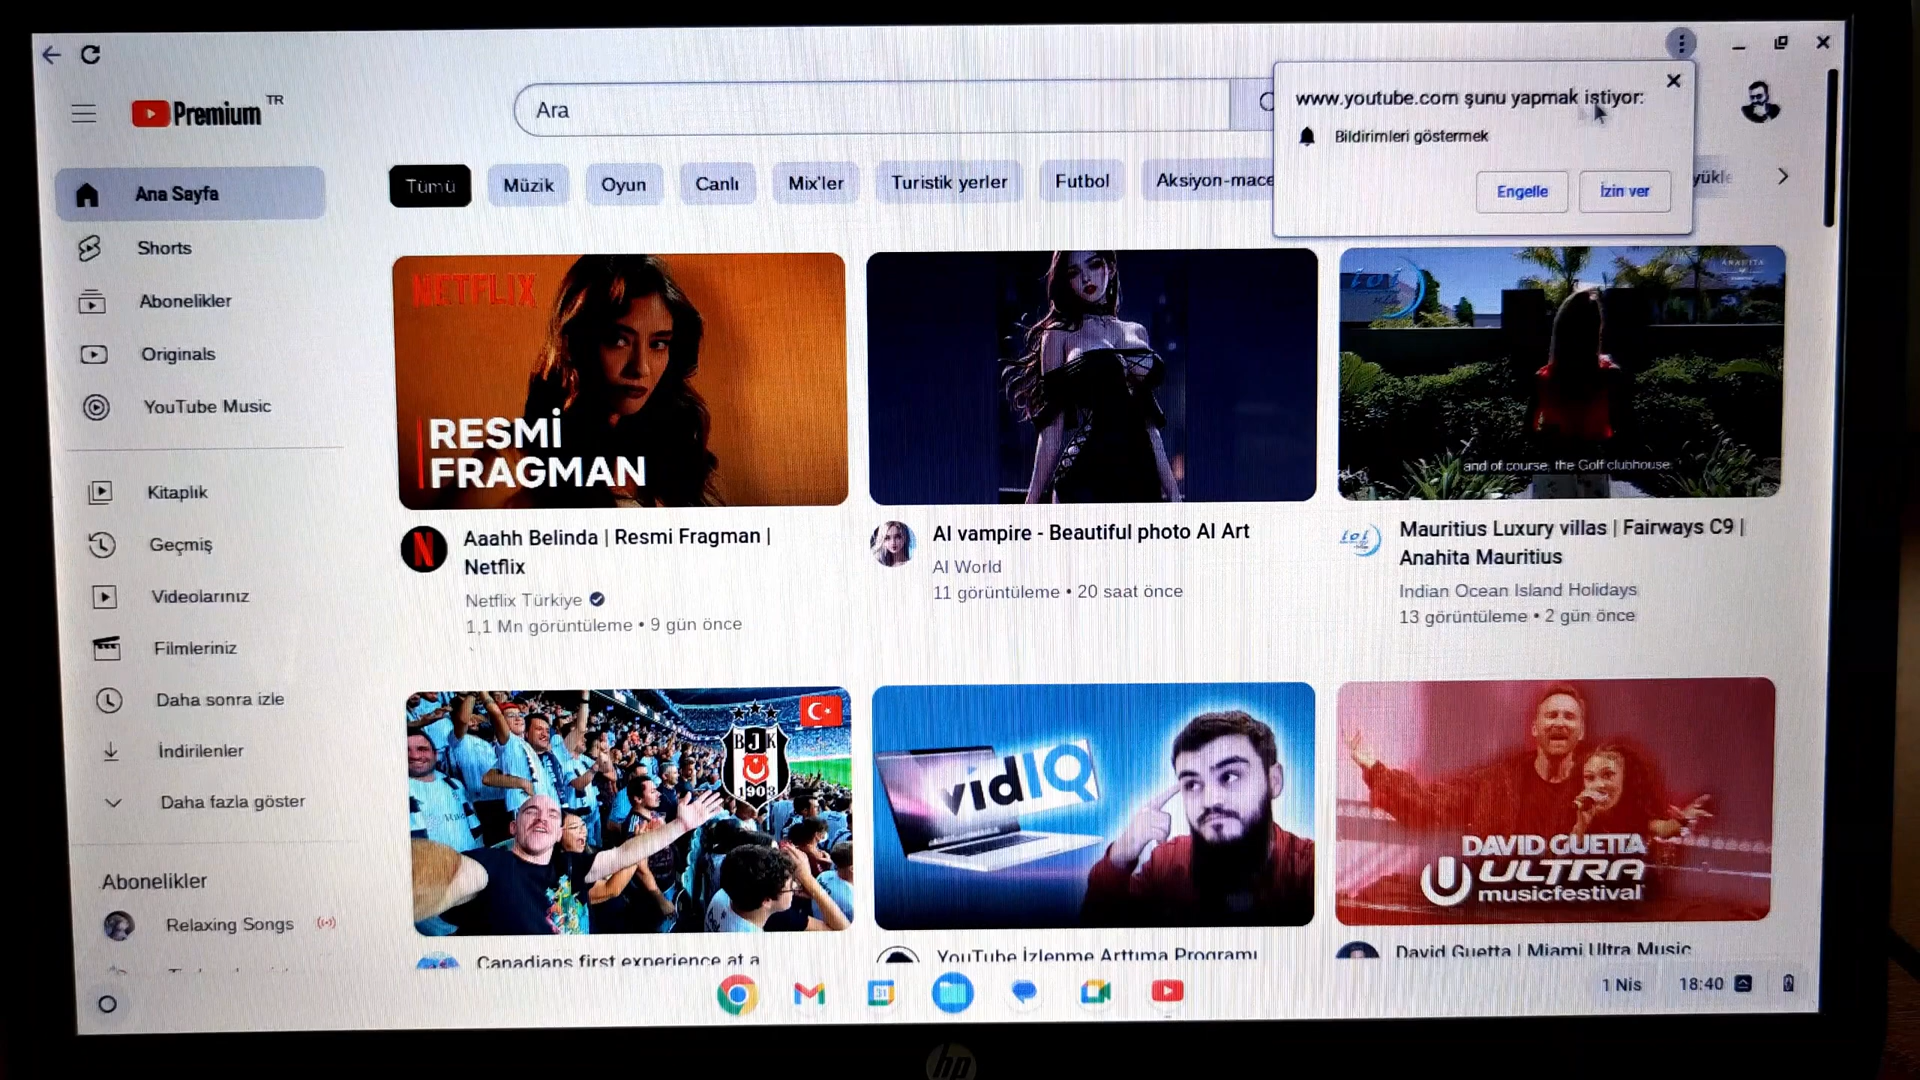 Premium TR
Ara
www.youtube.com şunu yapmak istiyor:
Bildirimleri göstermek
Engelle
İzin ver
Tümü
Müzik
Oyun
Canlı
Mix'ler
Turistik yerler
Futbol
Aksiyon-mace
Ana Sayfa
Shorts
Abonelikler
Originals
YouTube Music
Kitaplık
Geçmiş
Videolarınız
Filmleriniz
Daha sonra izle
İndirilenler
Daha fazla göster
Abonelikler
Relaxing Songs
NETFLIX
RESMİ
FRAGMAN
Aaahh Belinda | Resmi Fragman |
Netflix
Netflix Türkiye
1,1 Mn görüntüleme • 9 gün önce
AI vampire - Beautiful photo AI Art
AI World
11 görüntüleme • 20 saat önce
ANAHITA
and of course, the Golf clubhouse.
Mauritius Luxury villas | Fairways C9 |
Anahita Mauritius
Indian Ocean Island Holidays
13 görüntüleme • 2 gün önce
BJK
1903
Canadians first experience at a
vidIQ
YouTube İzlenme Arttıma Programı
DAVID GUETTA
ULTRA
musicfestival
David Guetta | Miami Ultra Music
31
1 Nis
18:40
hp